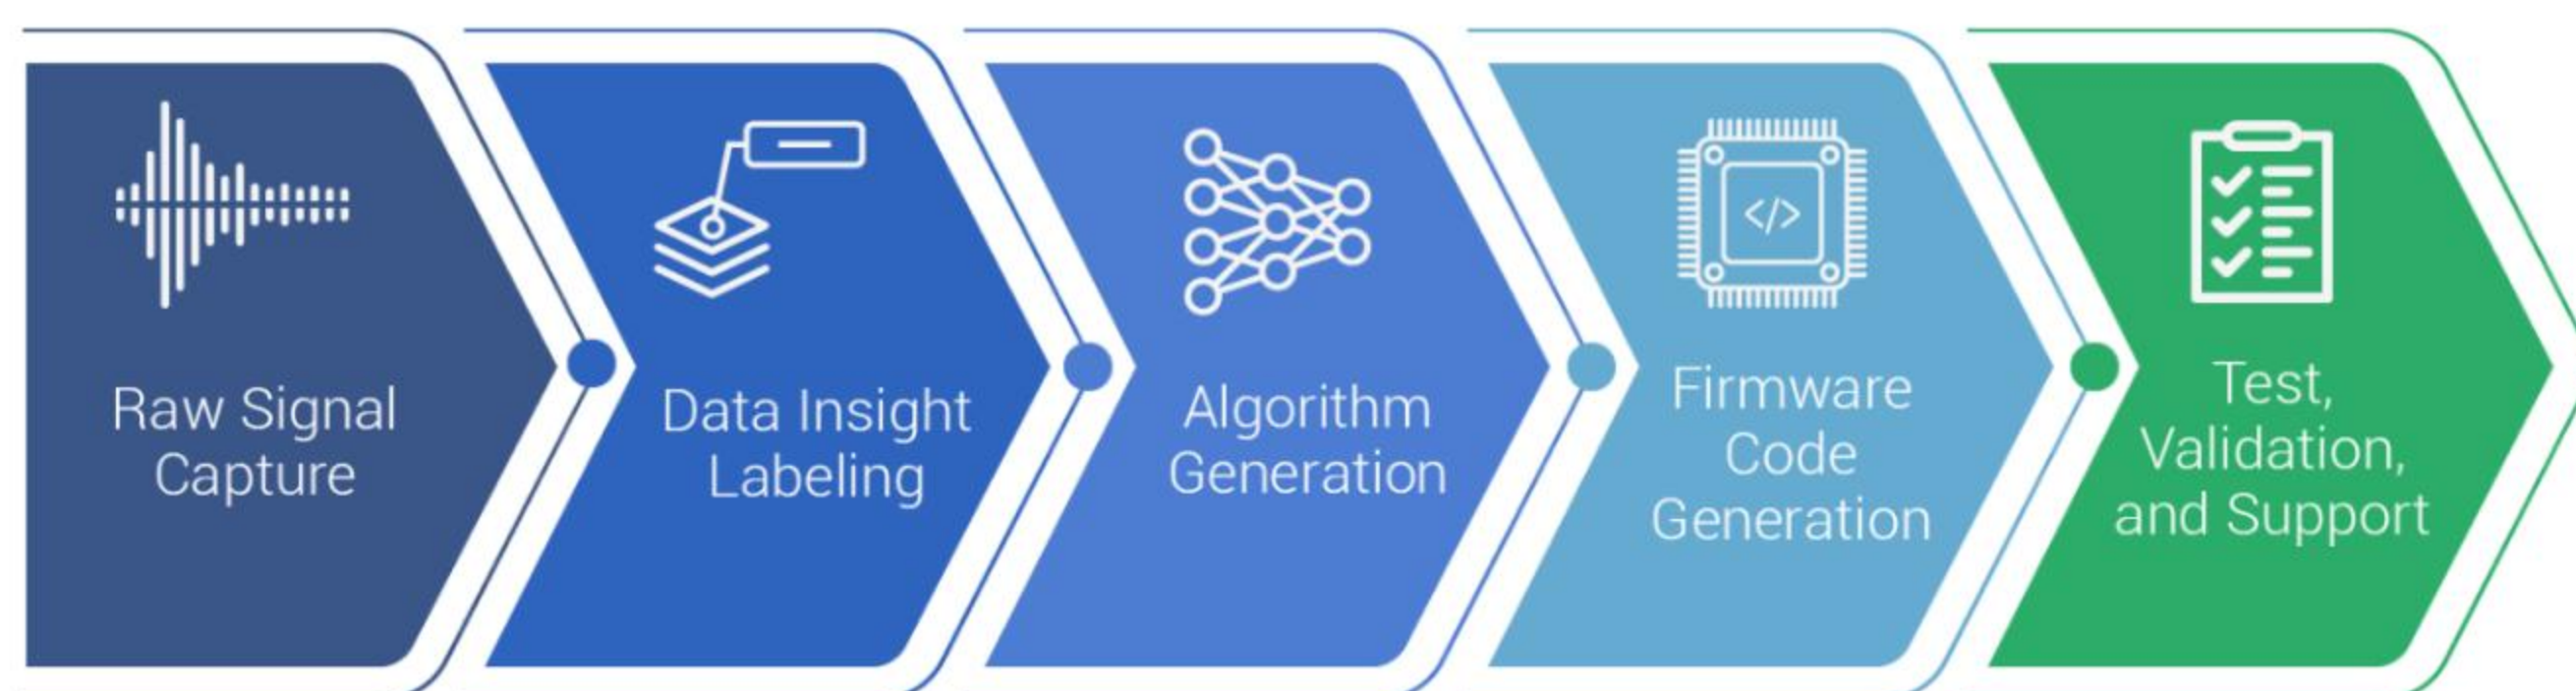 Raw Signal
Capture
Data Insight
Labeling
Algorithm
Generation
</>
Firmware
Code
Generation
Test,
Validation,
and Support